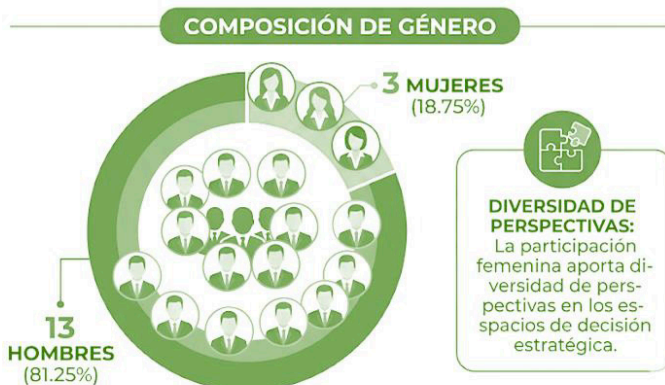 COMPOSICIÓN DE GÉNERO
3 MUJERES
(18.75%)
13
HOMBRES
(81.25%)
DIVERSIDAD DE
PERSPECTIVAS:
La participación
femenina aporta di-
versidad de pers-
pectivas en los es-
spacios de decisión
estratégica.